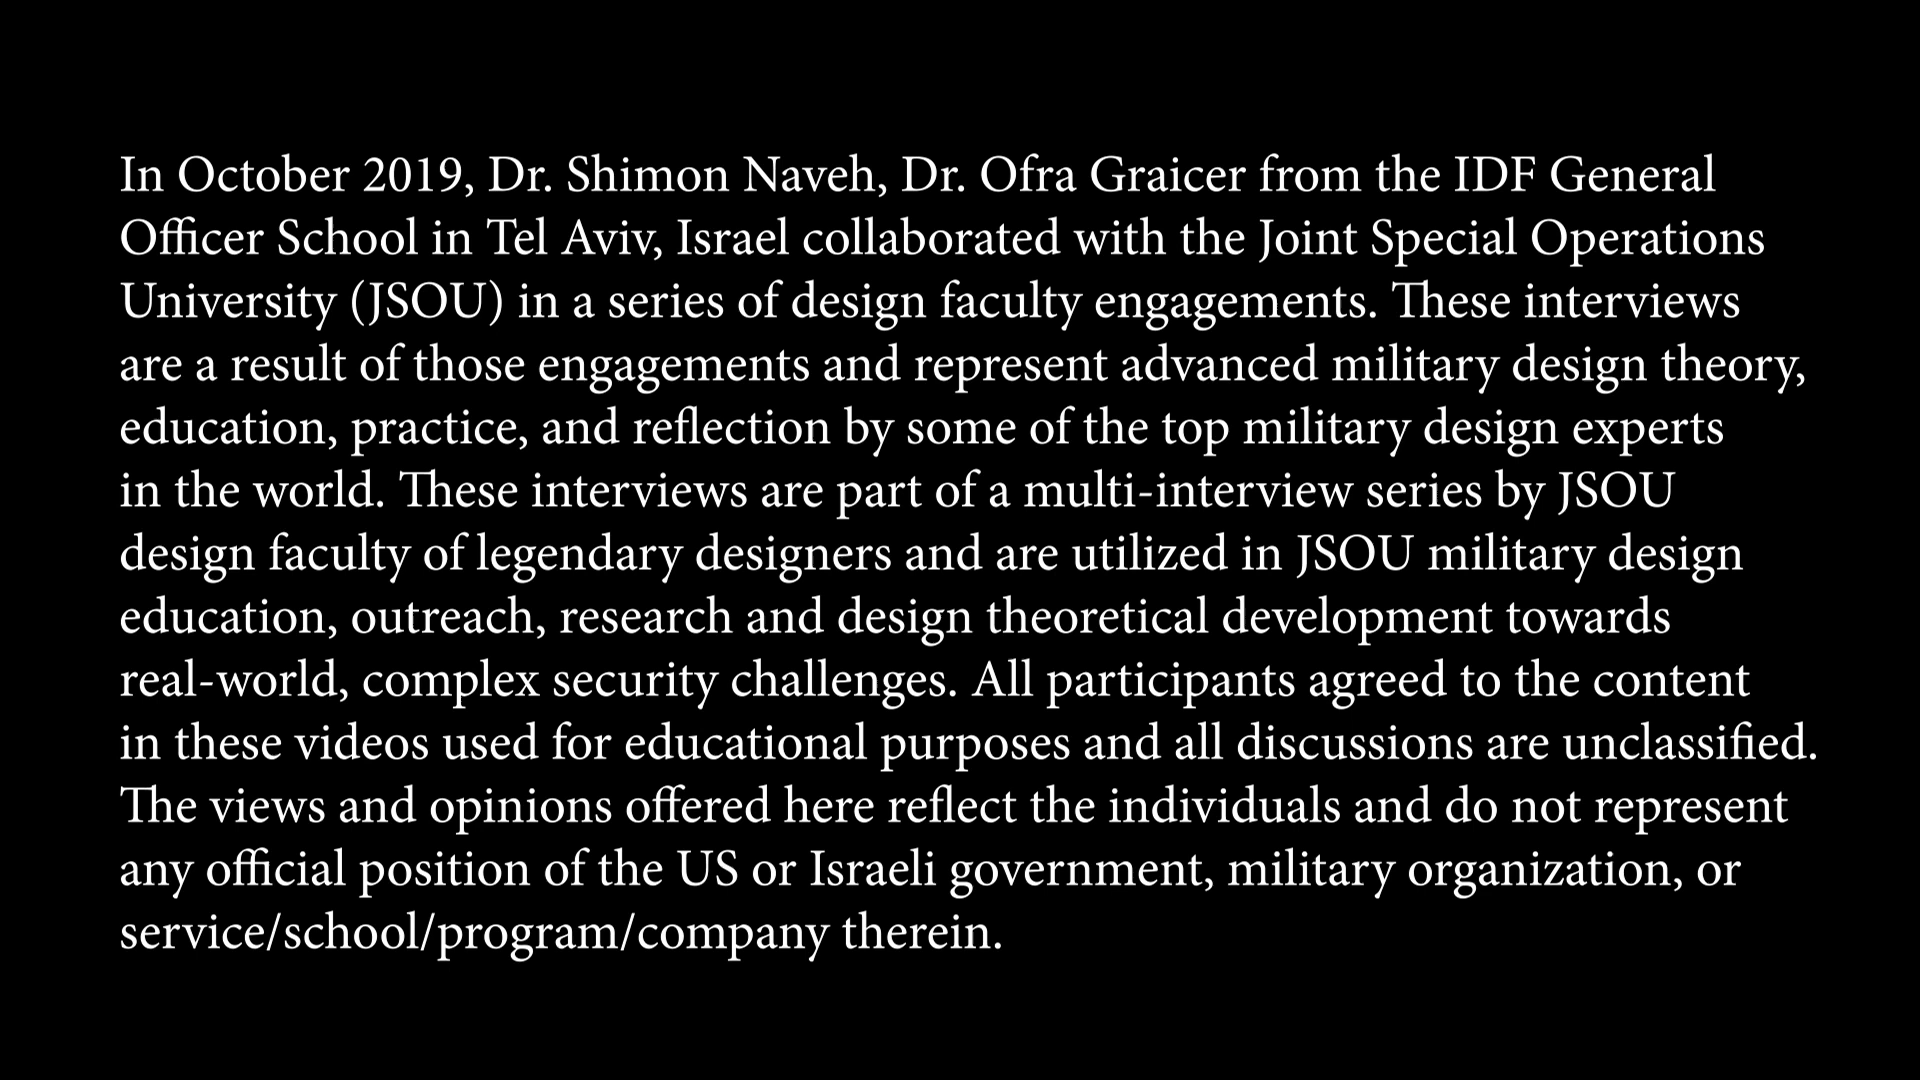 In October 2019, Dr. Shimon Naveh, Dr. Ofra Graicer from the IDF General
Officer School in Tel Aviv, Israel collaborated with the Joint Special Operations
University (JSOU) in a series of design faculty engagements. These interviews
are a result of those engagements and represent advanced military design theory,
education, practice, and reflection by some of the top military design experts
in the world. These interviews are part of a multi-interview series by JSOU
design faculty of legendary designers and are utilized in JSOU military design
education, outreach, research and design theoretical development towards
real-world, complex security challenges. All participants agreed to the content
in these videos used for educational purposes and all discussions are unclassified.
The views and opinions offered here reflect the individuals and do not represent
any official position of the US or Israeli government, military organization, or
service/school/program/company therein.